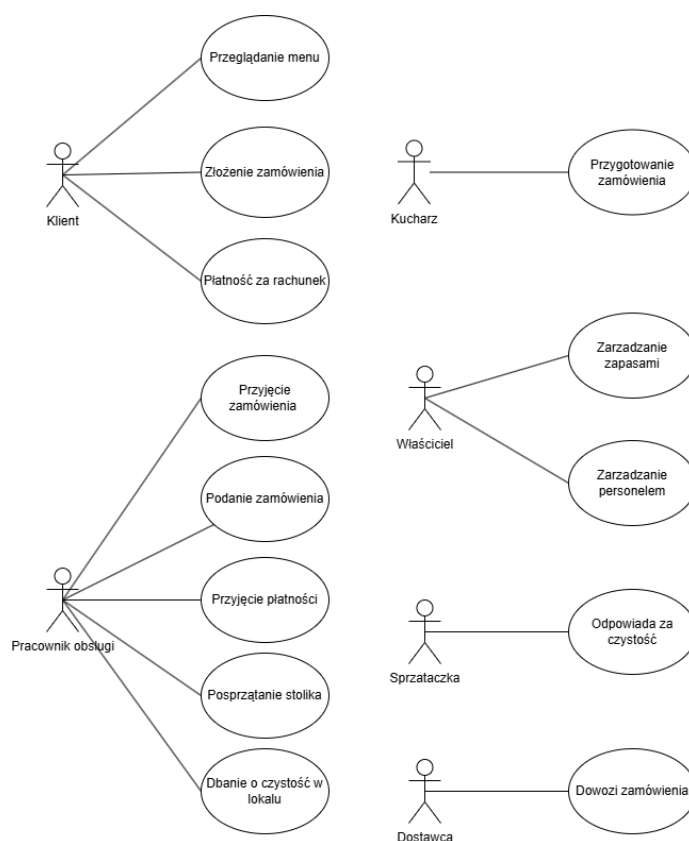 Przeglądanie menu
Złożenie zamówienia
Klient
Płatność za rachunek
Przyjęcie
zamówienia
Podanie zamówienia
Przyjęcie płatności
Pracownik obsługi
Posprzątanie stolika
Dbanie o czystość w
lokalu
Przygotowanie
zamówienia
Kucharz
Zarzadzanie
zapasami
Właściciel
Zarzadzanie
personelem
Odpowiada za
czystość
Sprzataczka
Dowozi zamówienia
Dostawca